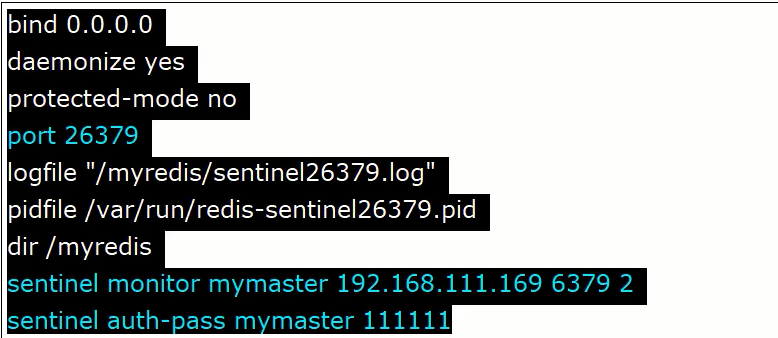 bind 0.0.0.0
daemonize yes
protected-mode no
port 26379
logfile "/myredis/sentinel26379.log"
pidfile /var/run/redis-sentinel26379.pid
dir /myredis
sentinel monitor mymaster 192.168.111.169 6379 2
sentinel auth-pass mymaster 111111